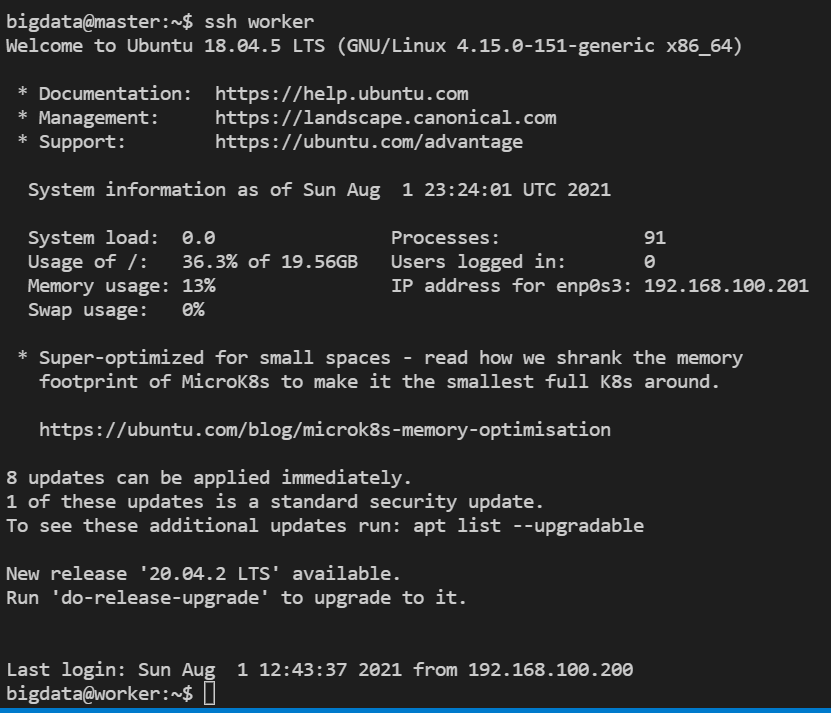 bigdata@master:~$ ssh worker
Welcome to Ubuntu 18.04.5 LTS (GNU/Linux 4.15.0-151-generic x86_64)

 * Documentation:  https://help.ubuntu.com
 * Management:     https://landscape.canonical.com
 * Support:        https://ubuntu.com/advantage

  System information as of Sun Aug  1 23:24:01 UTC 2021

  System load:  0.0                Processes:             91
  Usage of /:   36.3% of 19.56GB   Users logged in:       0
  Memory usage: 13%                IP address for enp0s3: 192.168.100.201
  Swap usage:   0%

 * Super-optimized for small spaces - read how we shrank the memory
   footprint of MicroK8s to make it the smallest full K8s around.

   https://ubuntu.com/blog/microk8s-memory-optimisation

8 updates can be applied immediately.
1 of these updates is a standard security update.
To see these additional updates run: apt list --upgradable

New release '20.04.2 LTS' available.
Run 'do-release-upgrade' to upgrade to it.


Last login: Sun Aug  1 12:43:37 2021 from 192.168.100.200
bigdata@worker:~$